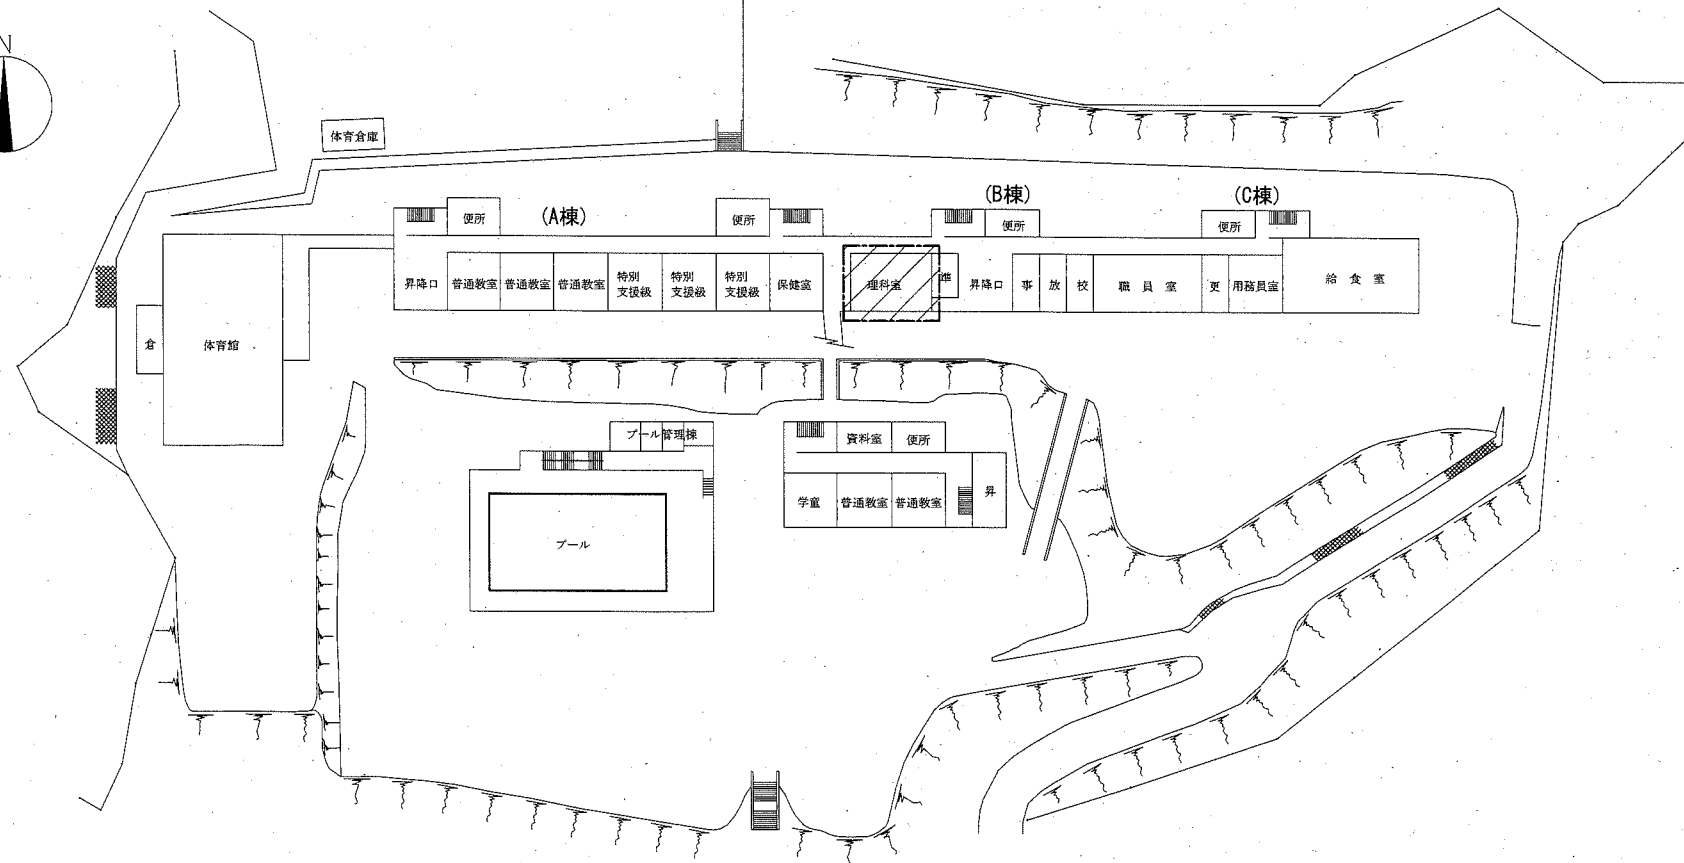 N
体育倉庫
(A棟)
(B棟)
(C棟)
便所
便所
便所
便所
昇降口
普通教室
普通教室
普通教室
特別
支援級
特別
支援級
特別
支援級
保健室
理科室
準
昇降口
事
放
校
職員室
更
用務員室
給食室
倉
体育館
プール管理棟
資料室
便所
学童
普通教室
普通教室
昇
プール